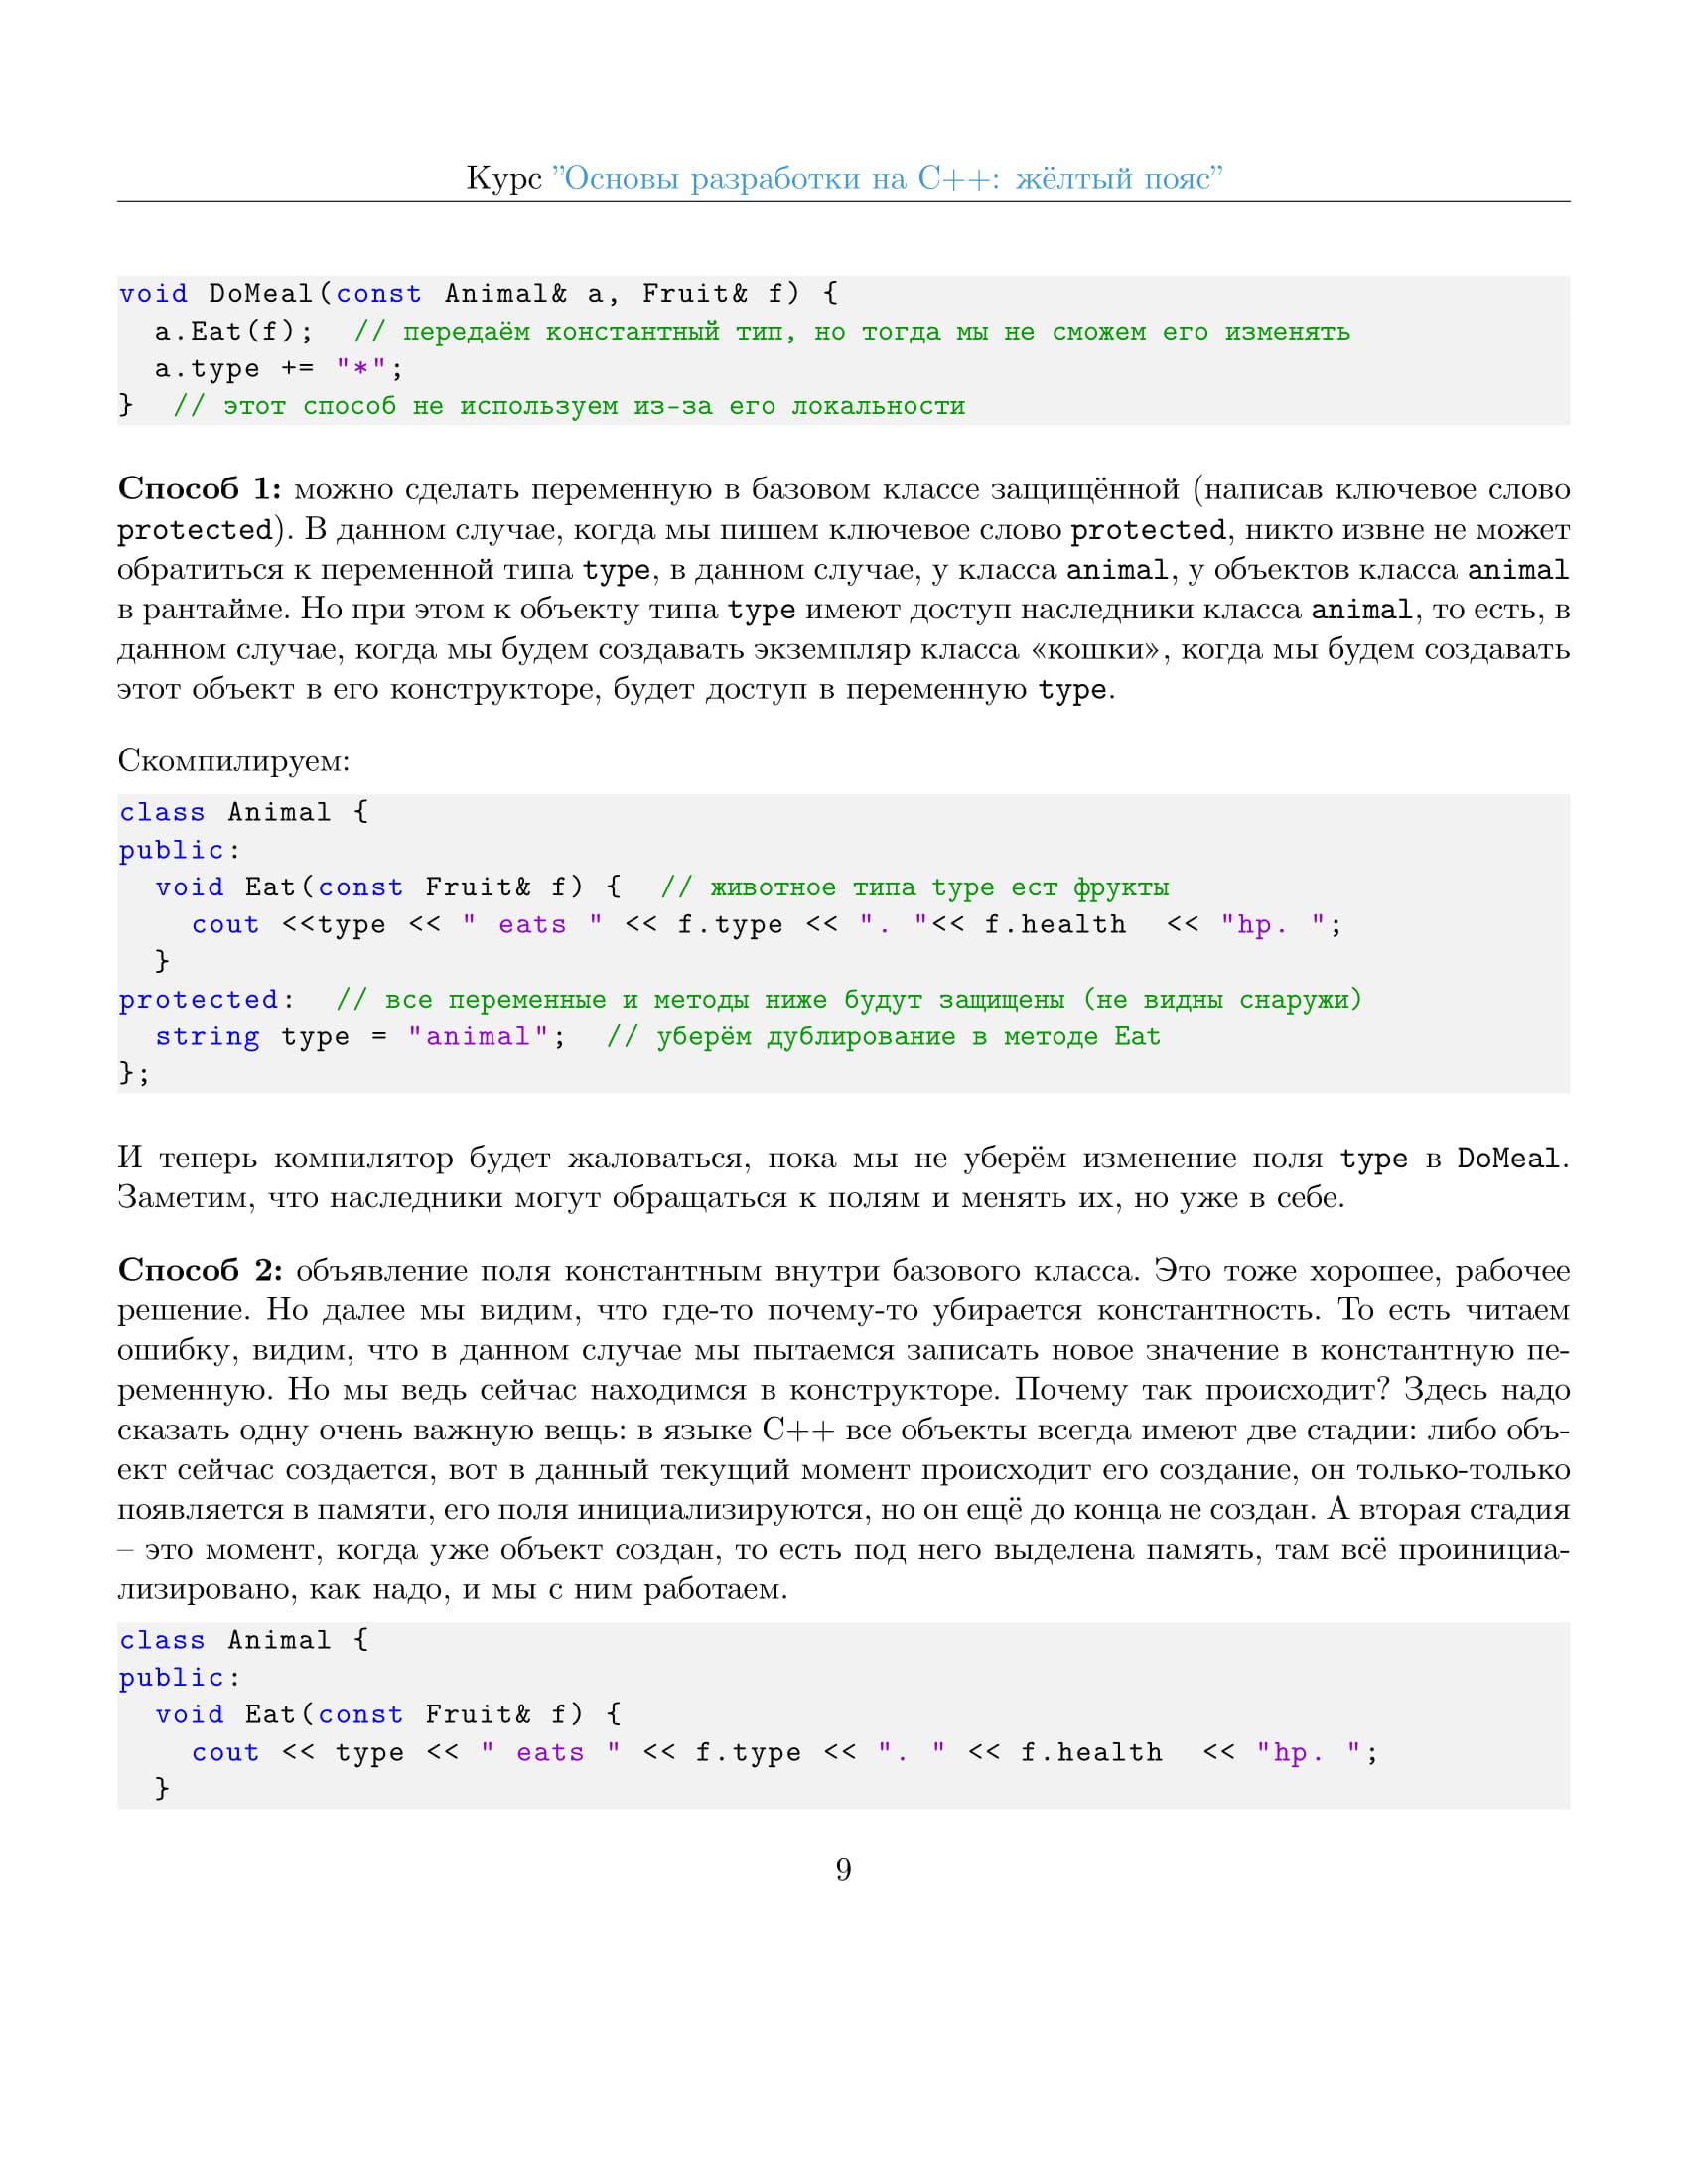 Курс ”Основы разработки на C++: жёлтый пояс”
void DoMeal(const Animal& a, Fruit& f) {
  a.Eat(f);  // передаём константный тип, но тогда мы не сможем его изменять
  a.type += "*";
}  // этот способ не используем из-за его локальности
Способ 1: можно сделать переменную в базовом классе защищённой (написав ключевое слово
protected). В данном случае, когда мы пишем ключевое слово protected, никто извне не может
обратиться к переменной типа type, в данном случае, у класса animal, у объектов класса animal
в рантайме. Но при этом к объекту типа type имеют доступ наследники класса animal, то есть, в
данном случае, когда мы будем создавать экземпляр класса «кошки», когда мы будем создавать
этот объект в его конструкторе, будет доступ в переменную type.
Скомпилируем:
class Animal {
public:
  void Eat(const Fruit& f) {  // животное типа type ест фрукты
    cout <<type << " eats " << f.type << ". "<< f.health  << "hp. ";
  }
protected:  // все переменные и методы ниже будут защищены (не видны снаружи)
  string type = "animal";  // уберём дублирование в методе Eat
};
И теперь компилятор будет жаловаться, пока мы не уберём изменение поля type в DoMeal.
Заметим, что наследники могут обращаться к полям и менять их, но уже в себе.
Способ 2: объявление поля константным внутри базового класса. Это тоже хорошее, рабочее
решение. Но далее мы видим, что где-то почему-то убирается константность. То есть читаем
ошибку, видим, что в данном случае мы пытаемся записать новое значение в константную пе-
ременную. Но мы ведь сейчас находимся в конструкторе. Почему так происходит? Здесь надо
сказать одну очень важную вещь: в языке C++ все объекты всегда имеют две стадии: либо объ-
ект сейчас создается, вот в данный текущий момент происходит его создание, он только-только
появляется в памяти, его поля инициализируются, но он ещё до конца не создан. А вторая стадия
– это момент, когда уже объект создан, то есть под него выделена память, там всё проинициа-
лизировано, как надо, и мы с ним работаем.
class Animal {
public:
  void Eat(const Fruit& f) {
    cout << type << " eats " << f.type << ". " << f.health  << "hp. ";
  }
9